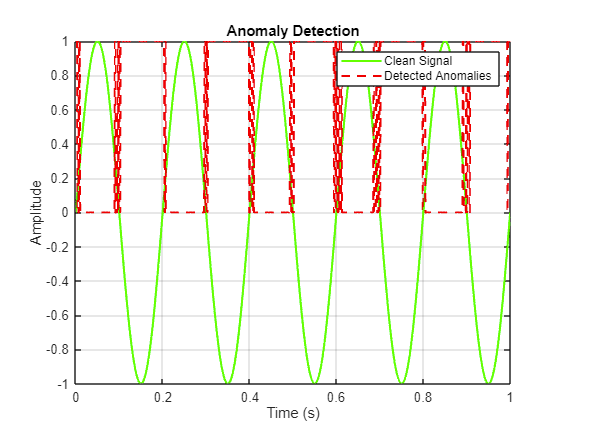 Anomaly Detection
Clean Signal
Detected Anomalies
1
0.8
0.6
0.4
0.2
0
-0.2
-0.4
-0.6
-0.8
-1
Amplitude
0 0.2 0.4 0.6 0.8 1
Time (s)